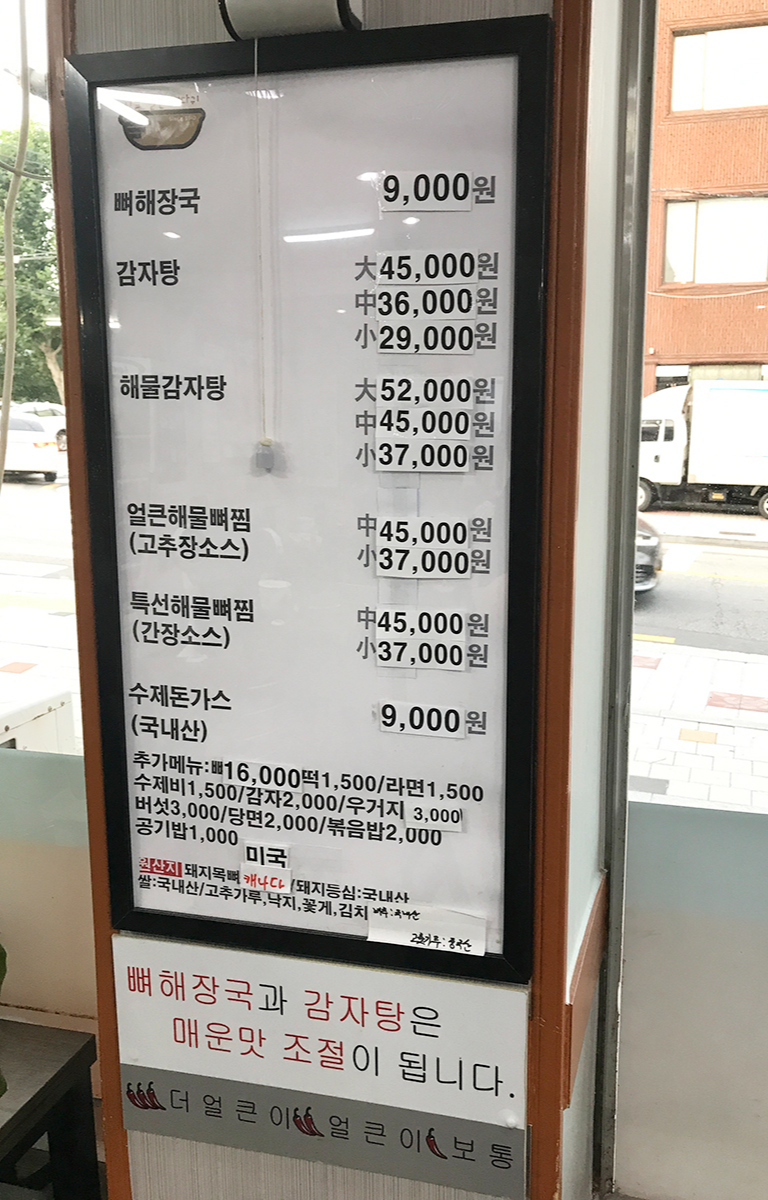 뼈해장국 9,000원
감자탕 大45,000원
中36,000원
小29,000원
해물감자탕 大52,000원
中45,000원
小37,000원
얼큰해물뼈찜 中45,000원
(고추장소스) 小37,000원
특선해물뼈찜 中45,000원
(간장소스) 小37,000원
수제돈가스
(국내산) 9,000원
추가메뉴:뼈16,000떡1,500/라면1,500
수제비1,500/감자2,000/우거지 3,000
버섯3,000/당면2,000/볶음밥2,000
공기밥1,000
미국
원산지 돼지목뼈 캐나다/돼지등심:국내산
쌀:국내산/고추가루,낙지,꽃게,김치
고춧가루:중국산
뼈해장국과 감자탕은
매운맛 조절이 됩니다.
더얼큰이 얼큰이 보통